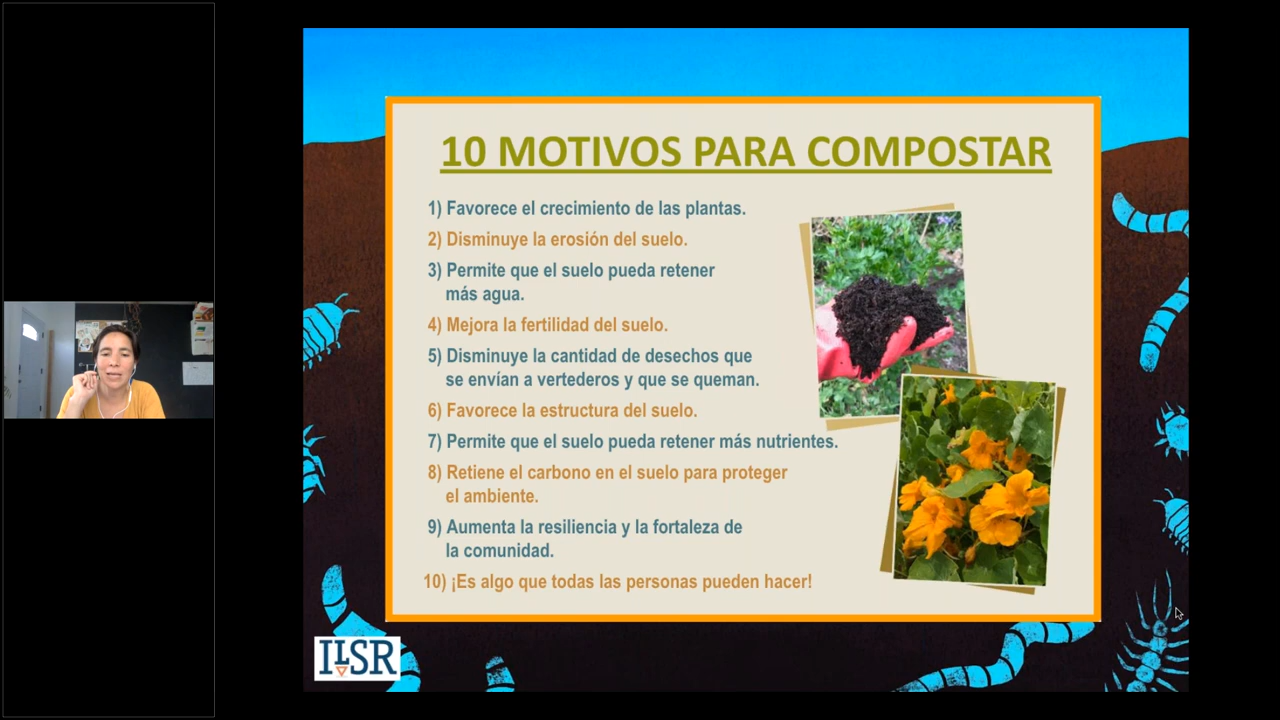 10 MOTIVOS PARA COMPOSTAR
1) Favorece el crecimiento de las plantas.
2) Disminuye la erosión del suelo.
3) Permite que el suelo pueda retener
más agua.
4) Mejora la fertilidad del suelo.
5) Disminuye la cantidad de desechos que
se envían a vertederos y que se queman.
6) Favorece la estructura del suelo.
7) Permite que el suelo pueda retener más nutrientes.
8) Retiene el carbono en el suelo para proteger
el ambiente.
9) Aumenta la resiliencia y la fortaleza de
la comunidad.
10) ¡Es algo que todas las personas pueden hacer!
ILSR